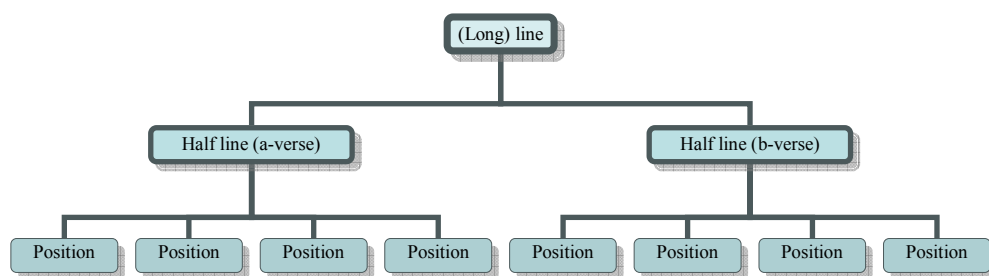 (Long) line
Half line (a-verse)
Half line (b-verse)
Position
Position
Position
Position
Position
Position
Position
Position